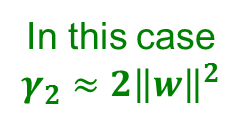 In this case
γ₂ ≈ 2‖w‖²